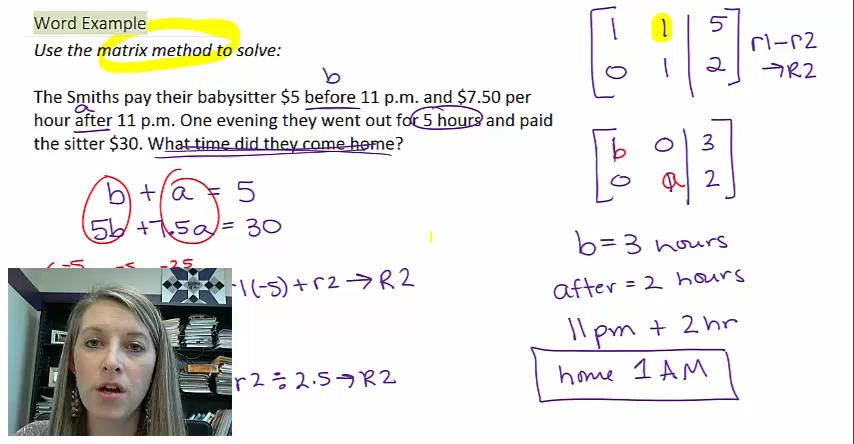 Word Example
Use the matrix method to solve:
b
The Smiths pay their babysitter $5 before 11 p.m. and $7.50 per
a
hour after 11 p.m. One evening they went out for 5 hours and paid
the sitter $30. What time did they come home?
b + a = 5
5b + 7.5a = 30
-5 -5 -25
1(-5) + r2 → R2
r2 ÷ 2.5 → R2
1 1 | 5
0 1 | 2
r1-r2
→R2
b 0 | 3
0 a | 2
b = 3 hours
after = 2 hours
11pm + 2hr
home 1 AM